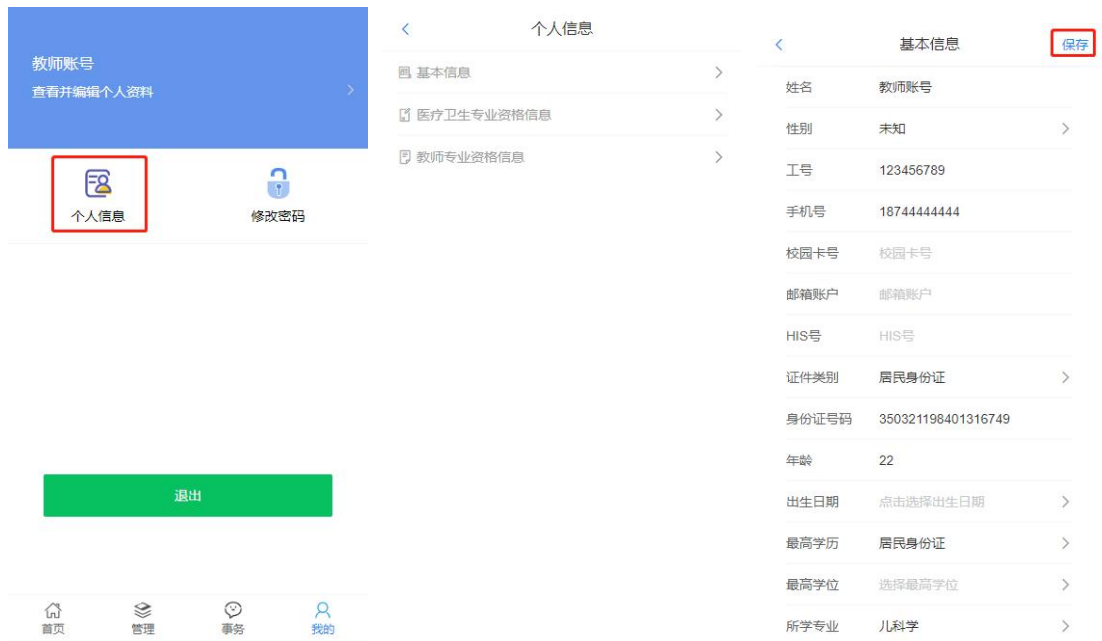 教师账号
查看并编辑个人资料
个人信息
修改密码
退出
首页
管理
事务
我的
个人信息
基本信息
医疗卫生专业资格信息
教师专业资格信息
基本信息
保存
姓名 教师账号
性别 未知
工号 123456789
手机号 18744444444
校园卡号 校园卡号
邮箱账户 邮箱账户
HIS号 HIS号
证件类别 居民身份证
身份证号码 350321198401316749
年龄 22
出生日期 点击选择出生日期
最高学历 居民身份证
最高学位 选择最高学位
所学专业 儿科学